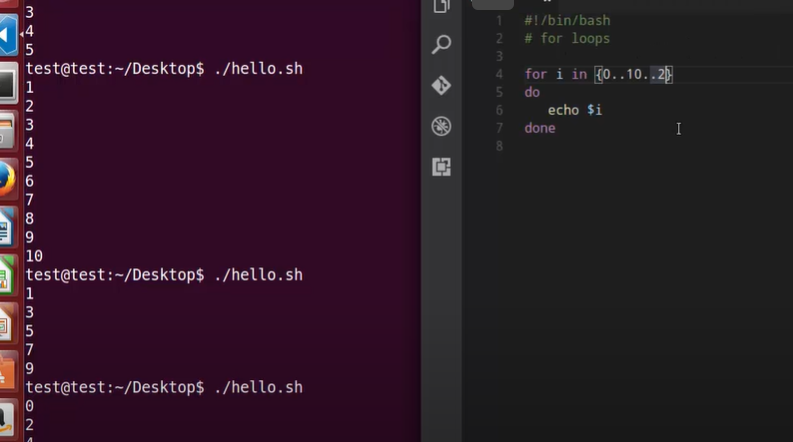 3
4
5
test@test:~/Desktop$ ./hello.sh
1
2
3
4
5
6
7
8
9
10
test@test:~/Desktop$ ./hello.sh
1
3
5
7
9
test@test:~/Desktop$ ./hello.sh
0
2
4
1 #!/bin/bash
2 # for loops
3
4 for i in {0..10..2}
5 do
6 echo $i
7 done
8